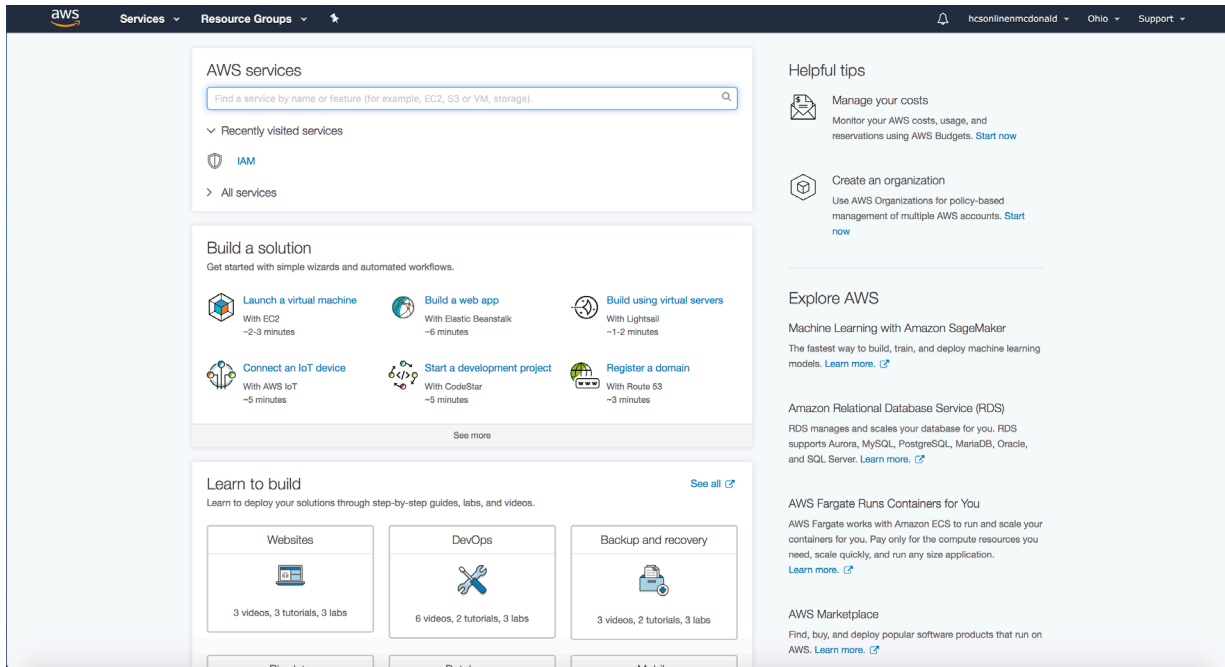 aws
Services
Resource Groups
hcsonlinenmcdonald
Ohio
Support
AWS services
Find a service by name or feature (for example, EC2, S3 or VM, storage).
Recently visited services
IAM
All services
Build a solution
Get started with simple wizards and automated workflows.
Launch a virtual machine
With EC2
~2-3 minutes
Build a web app
With Elastic Beanstalk
~6 minutes
Build using virtual servers
With Lightsail
~1-2 minutes
Connect an IoT device
With AWS IoT
~5 minutes
Start a development project
With CodeStar
~5 minutes
Register a domain
With Route 53
~3 minutes
See more
Learn to build
See all
Learn to deploy your solutions through step-by-step guides, labs, and videos.
Websites
3 videos, 3 tutorials, 3 labs
DevOps
6 videos, 2 tutorials, 3 labs
Backup and recovery
3 videos, 2 tutorials, 3 labs
Helpful tips
Manage your costs
Monitor your AWS costs, usage, and
reservations using AWS Budgets. Start now
Create an organization
Use AWS Organizations for policy-based
management of multiple AWS accounts. Start
now
Explore AWS
Machine Learning with Amazon SageMaker
The fastest way to build, train, and deploy machine learning
models. Learn more.
Amazon Relational Database Service (RDS)
RDS manages and scales your database for you. RDS
supports Aurora, MySQL, PostgreSQL, MariaDB, Oracle,
and SQL Server. Learn more.
AWS Fargate Runs Containers for You
AWS Fargate works with Amazon ECS to run and scale your
containers for you. Pay only for the compute resources you
need, scale quickly, and run any size application.
Learn more.
AWS Marketplace
Find, buy, and deploy popular software products that run on
AWS. Learn more.